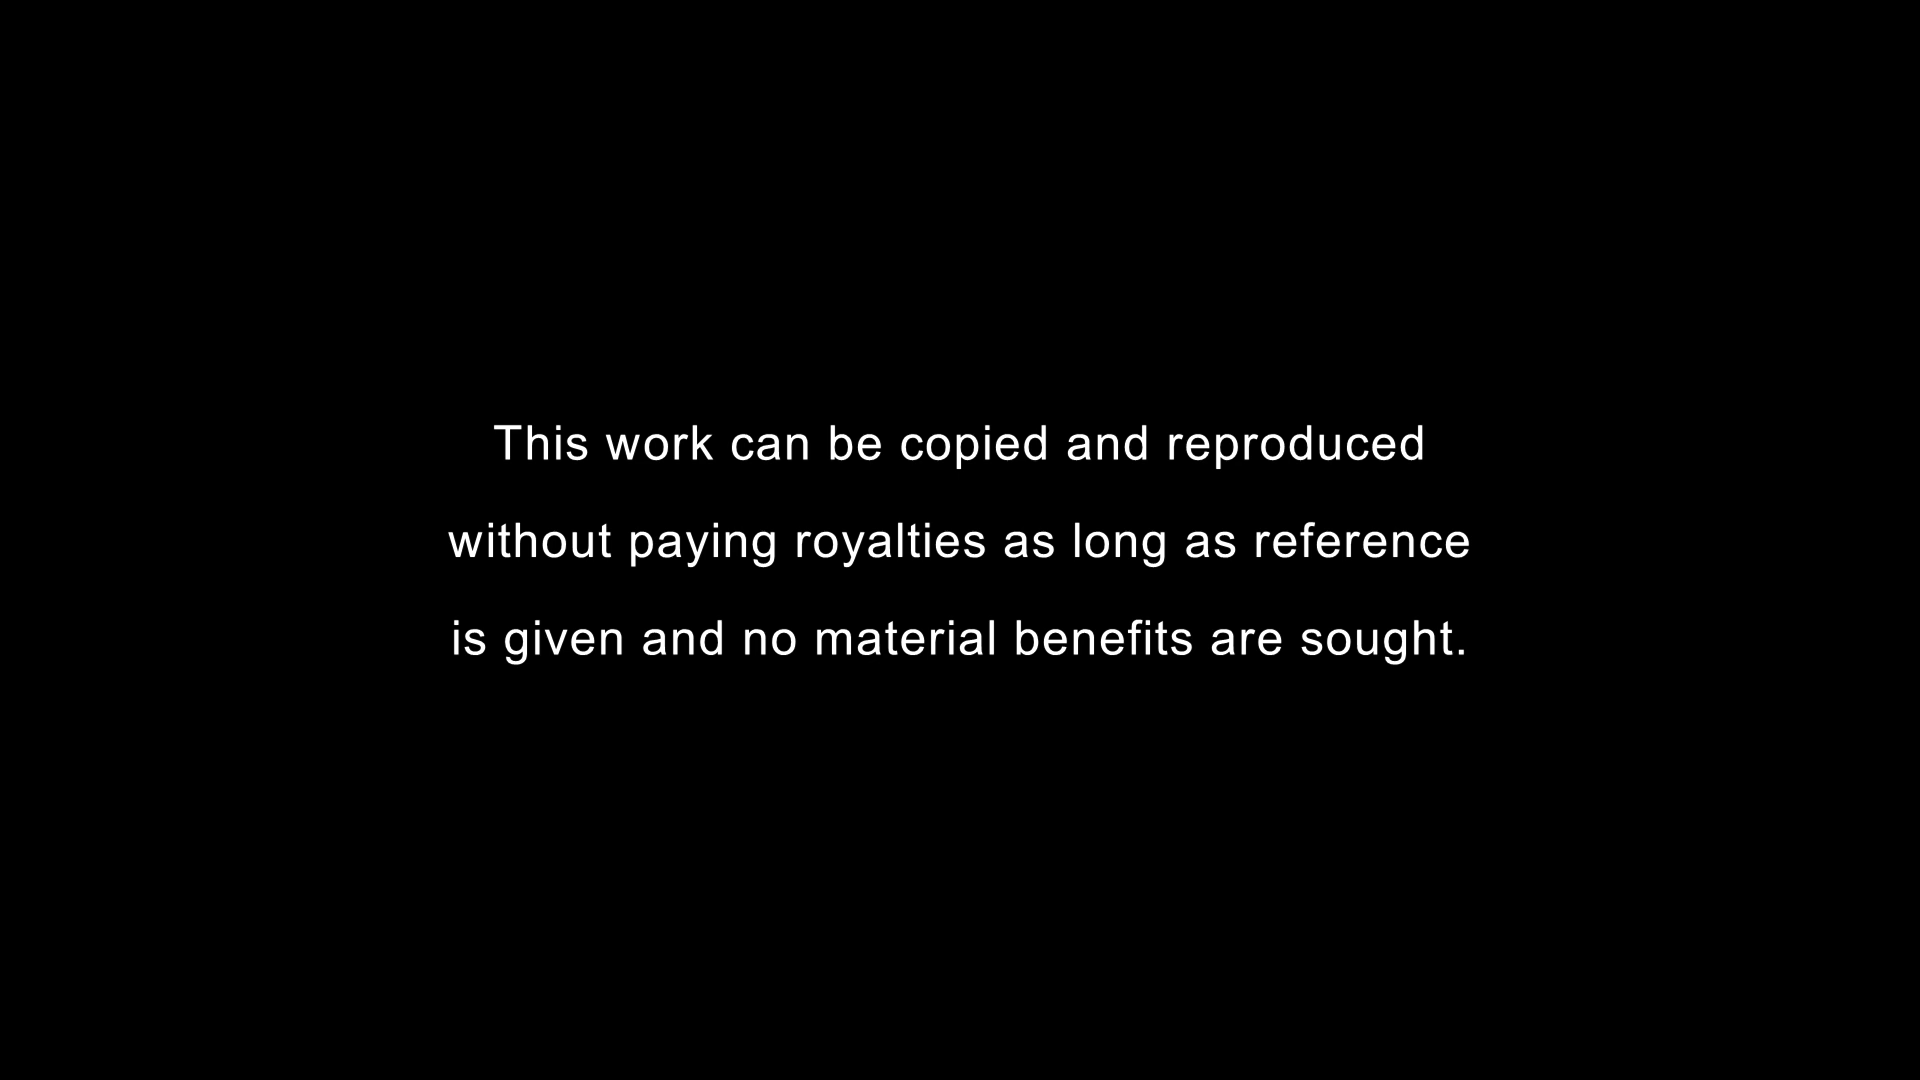 This work can be copied and reproduced
without paying royalties as long as reference
is given and no material benefits are sought.